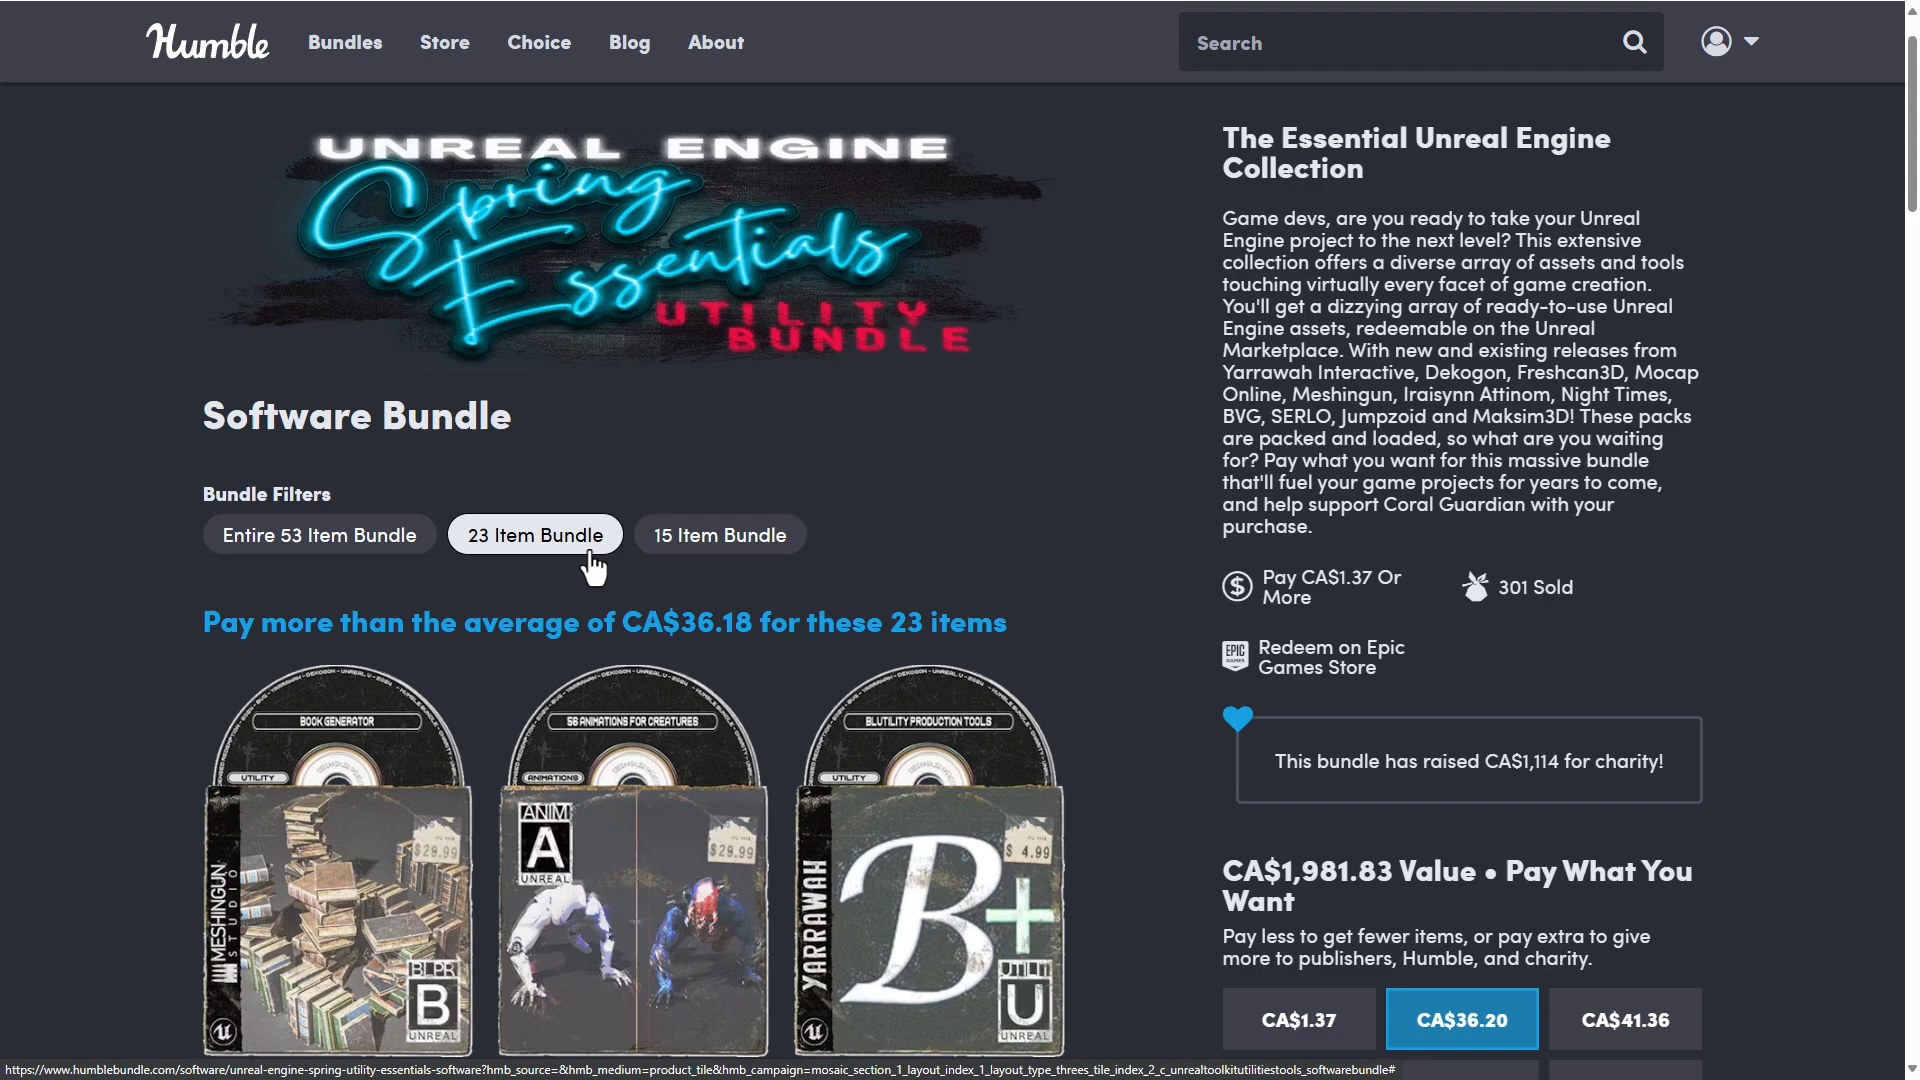 Humble
Bundles
Store
Choice
Blog
About
Search
UNREAL ENGINE
Spring
Essentials
UTILITY
BUNDLE
Software Bundle
Bundle Filters
Entire 53 Item Bundle
23 Item Bundle
15 Item Bundle
Pay more than the average of CA$36.18 for these 23 items
BOOK GENERATOR
UTILITY
$29.99
MESHINGUN
STUDIO
BLPR
B
UNREAL
56 ANIMATIONS FOR CREATURES
ANIMATIONS
ANIM
A
UNREAL
$29.99
BLUTILITY PRODUCTION TOOLS
UTILITY
$ 4.99
YARRAWAH
B+
UTILIT
U
UNREAL
The Essential Unreal Engine
Collection
Game devs, are you ready to take your Unreal
Engine project to the next level? This extensive
collection offers a diverse array of assets and tools
touching virtually every facet of game creation.
You'll get a dizzying array of ready-to-use Unreal
Engine assets, redeemable on the Unreal
Marketplace. With new and existing releases from
Yarrawah Interactive, Dekogon, Freshcan3D, Mocap
Online, Meshingun, Iraisynn Attinom, Night Times,
BVG, SERLO, Jumpzoid and Maksim3D! These packs
are packed and loaded, so what are you waiting
for? Pay what you want for this massive bundle
that'll fuel your game projects for years to come,
and help support Coral Guardian with your
purchase.
Pay CA$1.37 Or
More
301 Sold
EPIC
GAMES
Redeem on Epic
Games Store
This bundle has raised CA$1,114 for charity!
CA$1,981.83 Value • Pay What You
Want
Pay less to get fewer items, or pay extra to give
more to publishers, Humble, and charity.
CA$1.37
CA$36.20
CA$41.36
https://www.humblebundle.com/software/unreal-engine-spring-utility-essentials-software?hmb_source=&hmb_medium=product_tile&hmb_campaign=mosaic_section_1_layout_index_1_layout_type_threes_tile_index_2_c_unrealtoolkitutilitiestools_softwarebundle#